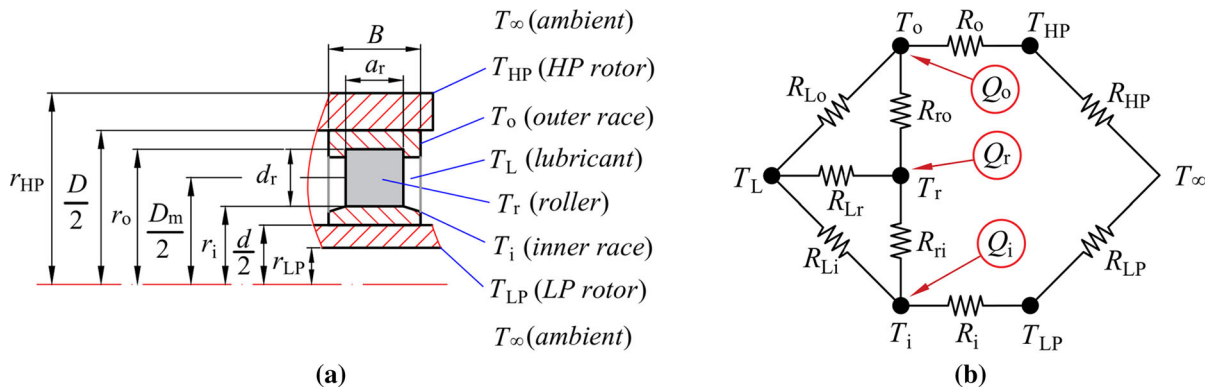 T∞ (ambient)
B
a_r
T_HP (HP rotor)
T_o (outer race)
T_L (lubricant)
T_r (roller)
T_i (inner race)
T_LP (LP rotor)
T∞ (ambient)
r_HP
D/2
r_o
D_m/2
r_i
d/2
r_LP
d_r
(a)
T_o
R_o
T_HP
Q_o
R_Lo
R_ro
R_HP
Q_r
T_L
R_Lr
T_r
T∞
Q_i
R_Li
R_ri
R_LP
T_i
R_i
T_LP
(b)